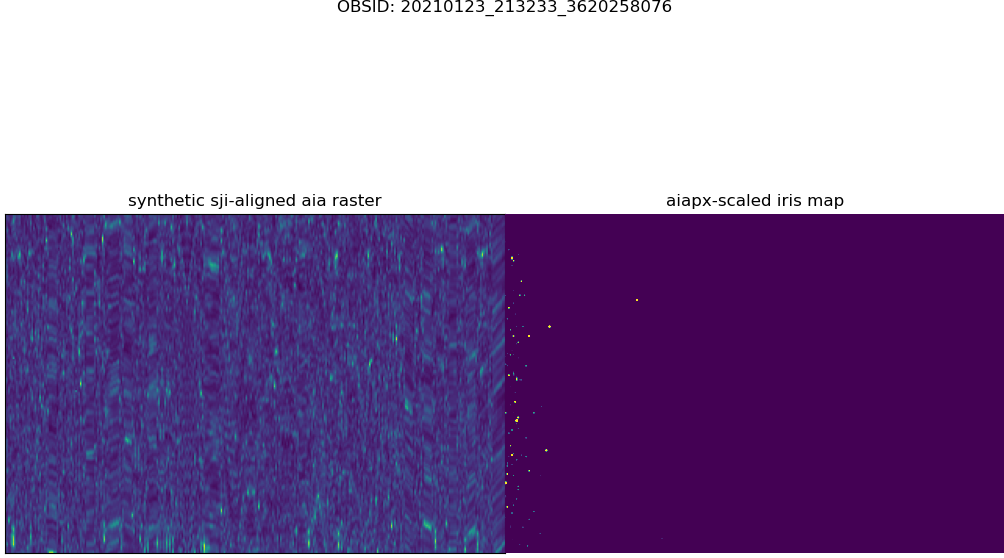 OBSID: 20210123_213233_3620258076
synthetic sji-aligned aia raster
aiapx-scaled iris map